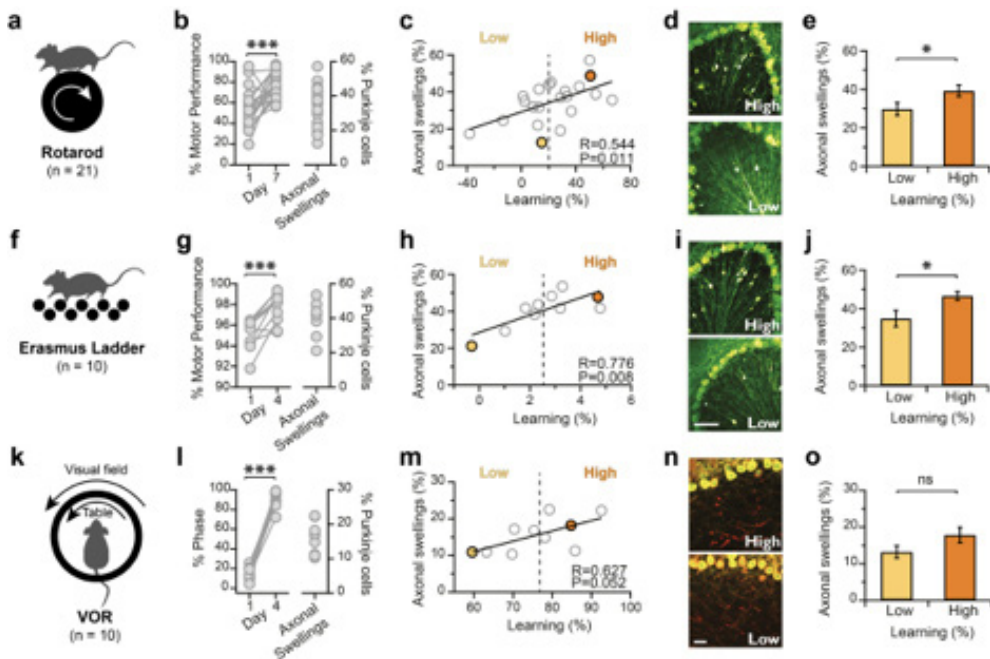 a
Rotarod
(n = 21)
b
***
% Motor Performance
100
80
60
40
20
0
1
7
Day
Axonal
Swellings
60
40
20
0
% Purkinje cells
c
Low
High
Axonal swellings (%)
60
40
20
0
R=0.544
P=0.011
-40
0
40
80
Learning (%)
d
High
Low
e
*
Axonal swellings (%)
60
40
20
0
Low
High
Learning (%)
f
Erasmus Ladder
(n = 10)
g
***
% Motor Performance
100
98
96
94
92
90
1
4
Day
Axonal
Swellings
60
40
20
0
% Purkinje cells
h
Axonal swellings (%)
60
40
20
0
R=0.776
P=0.008
0
2
4
6
Learning (%)
i
High
Low
j
*
Axonal swellings (%)
60
40
20
0
Low
High
Learning (%)
k
Visual field
Table
VOR
(n = 10)
l
***
% Phase
100
80
60
40
20
0
1
4
Day
Axonal
Swellings
30
20
10
0
% Purkinje cells
m
Low
High
Axonal swellings (%)
30
20
10
0
R=0.627
P=0.052
60
70
80
90
100
Learning (%)
n
High
Low
o
ns
Axonal swellings (%)
30
20
10
0
Low
High
Learning (%)